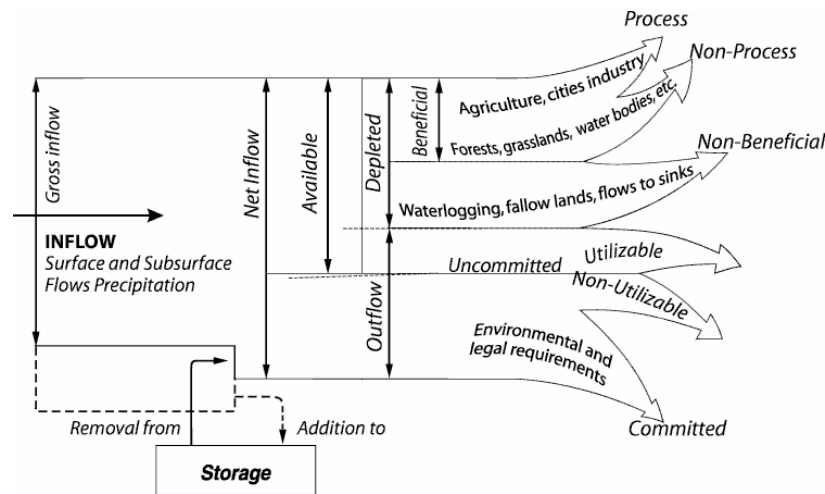 Process
Non-Process
Agriculture, cities industry
Forests, grasslands, water bodies, etc.
Non-Beneficial
Waterlogging, fallow lands, flows to sinks
Gross inflow
Net Inflow
Available
Depleted
Beneficial
INFLOW
Surface and Subsurface
Flows Precipitation
Uncommitted
Utilizable
Non-Utilizable
Outflow
Environmental and
legal requirements
Committed
Removal from
Addition to
Storage